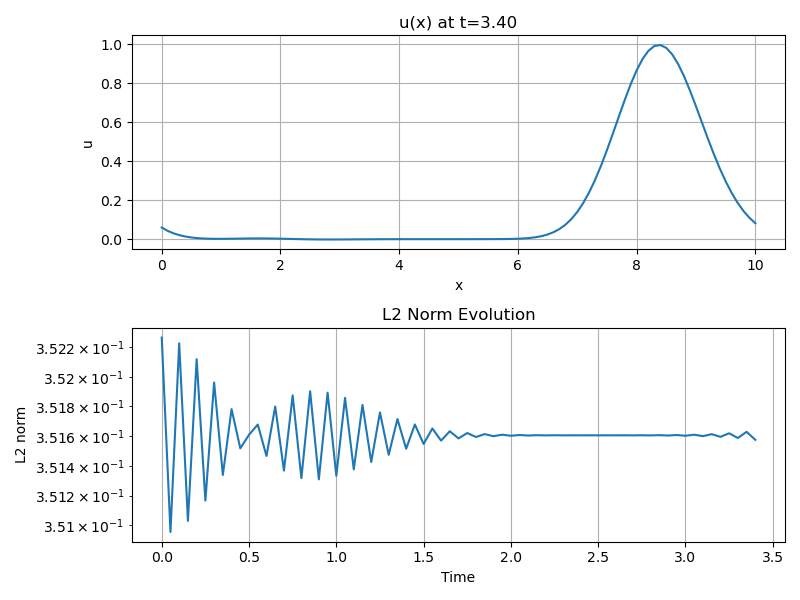 u(x) at t=3.40
1.0
0.8
0.6
0.4
0.2
0.0
u
0 2 4 6 8 10
x
L2 Norm Evolution
3.522 × 10⁻¹
3.52 × 10⁻¹
3.518 × 10⁻¹
3.516 × 10⁻¹
3.514 × 10⁻¹
3.512 × 10⁻¹
3.51 × 10⁻¹
L2 norm
0.0 0.5 1.0 1.5 2.0 2.5 3.0 3.5
Time